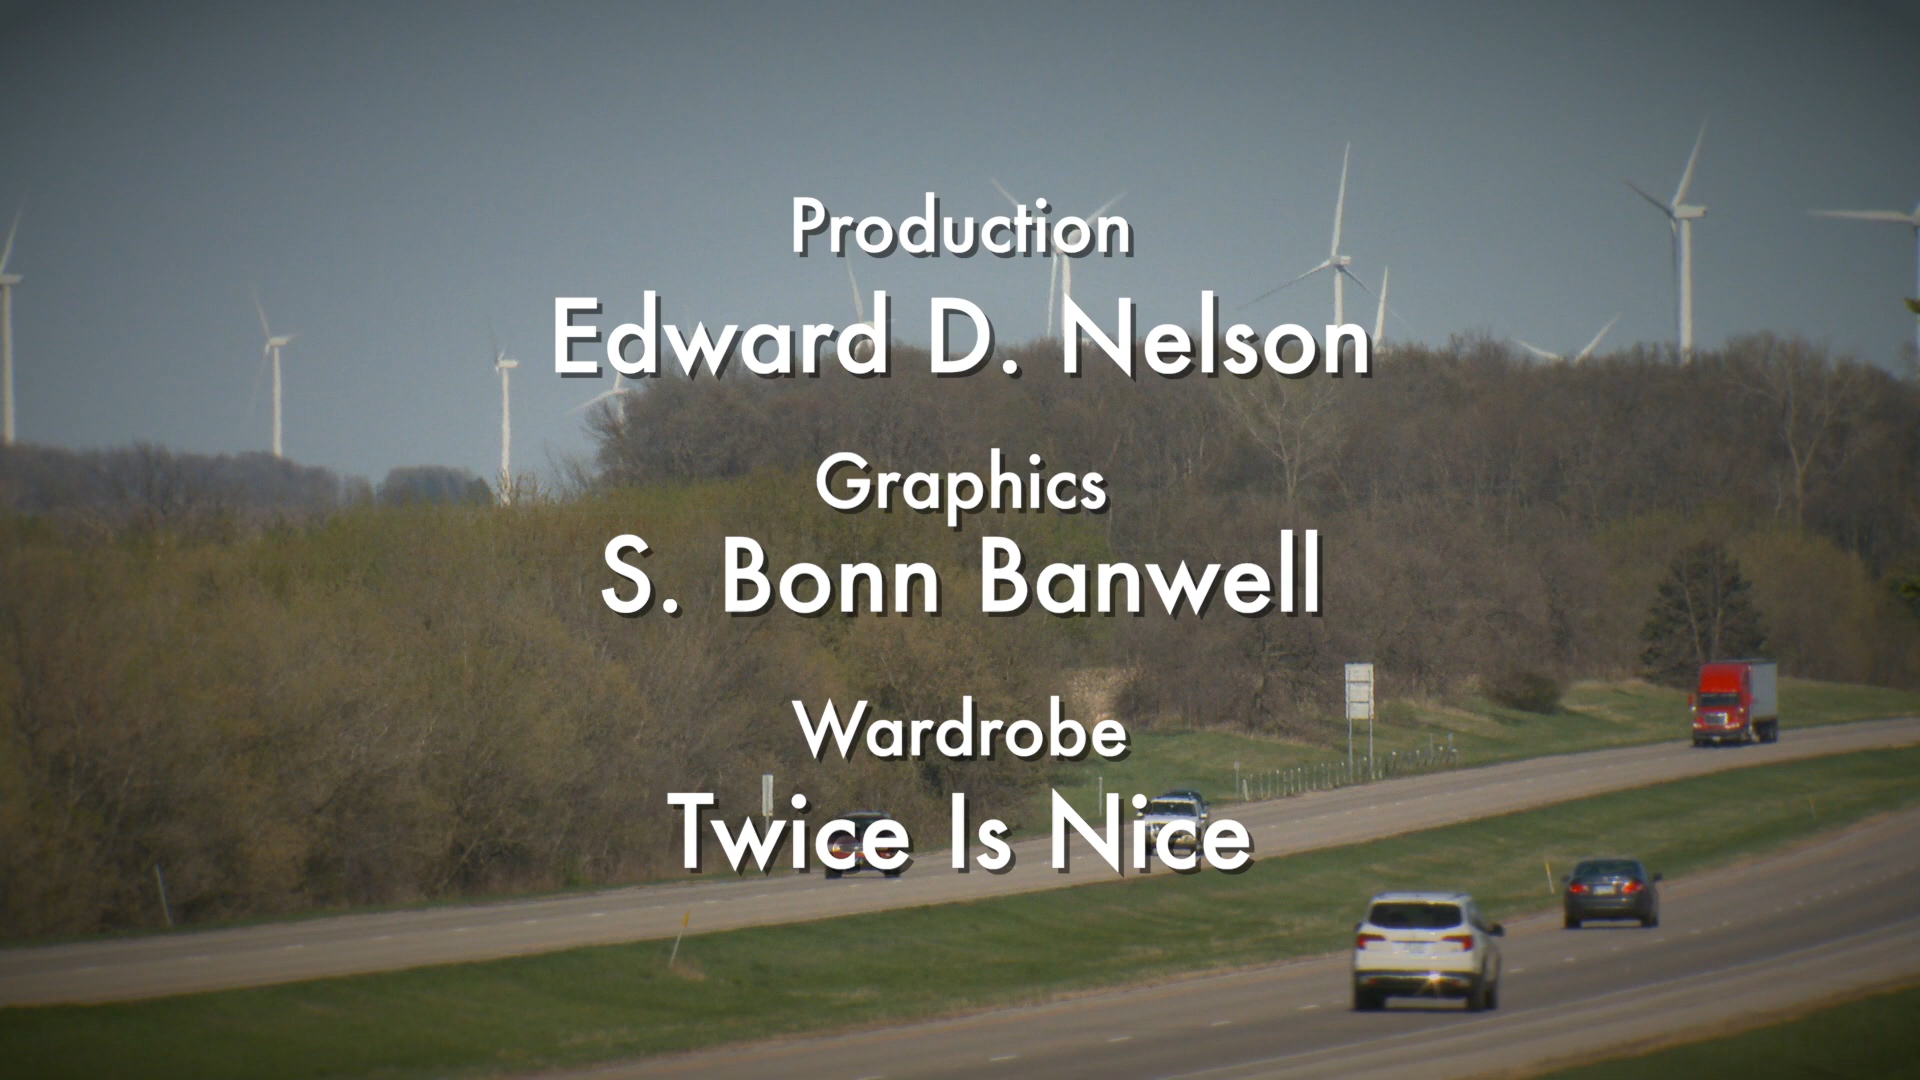 Production
Edward D. Nelson
Graphics
S. Bonn Banwell
Wardrobe
Twice Is Nice